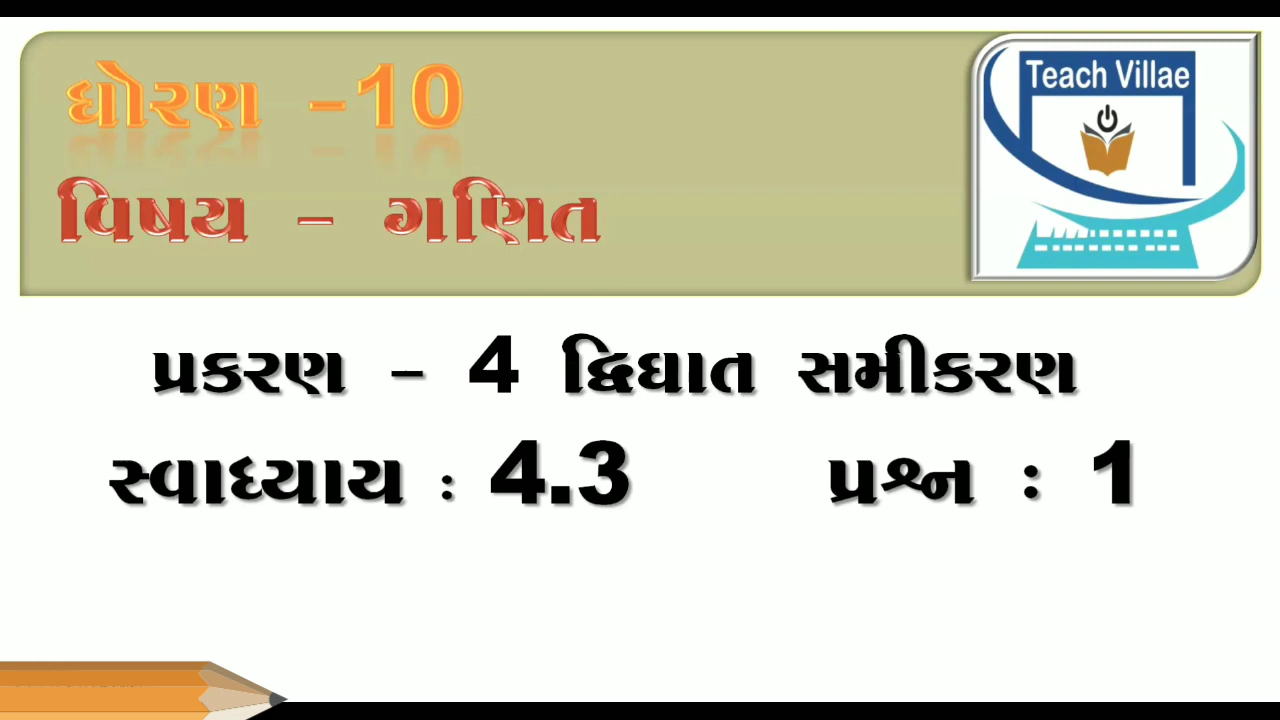 ધોરણ -10
Teach Villae
વિષય - ગણિત
પ્રકરણ - 4 દ્વિઘાત સમીકરણ
સ્વાધ્યાય : 4.3 પ્રશ્ન : 1